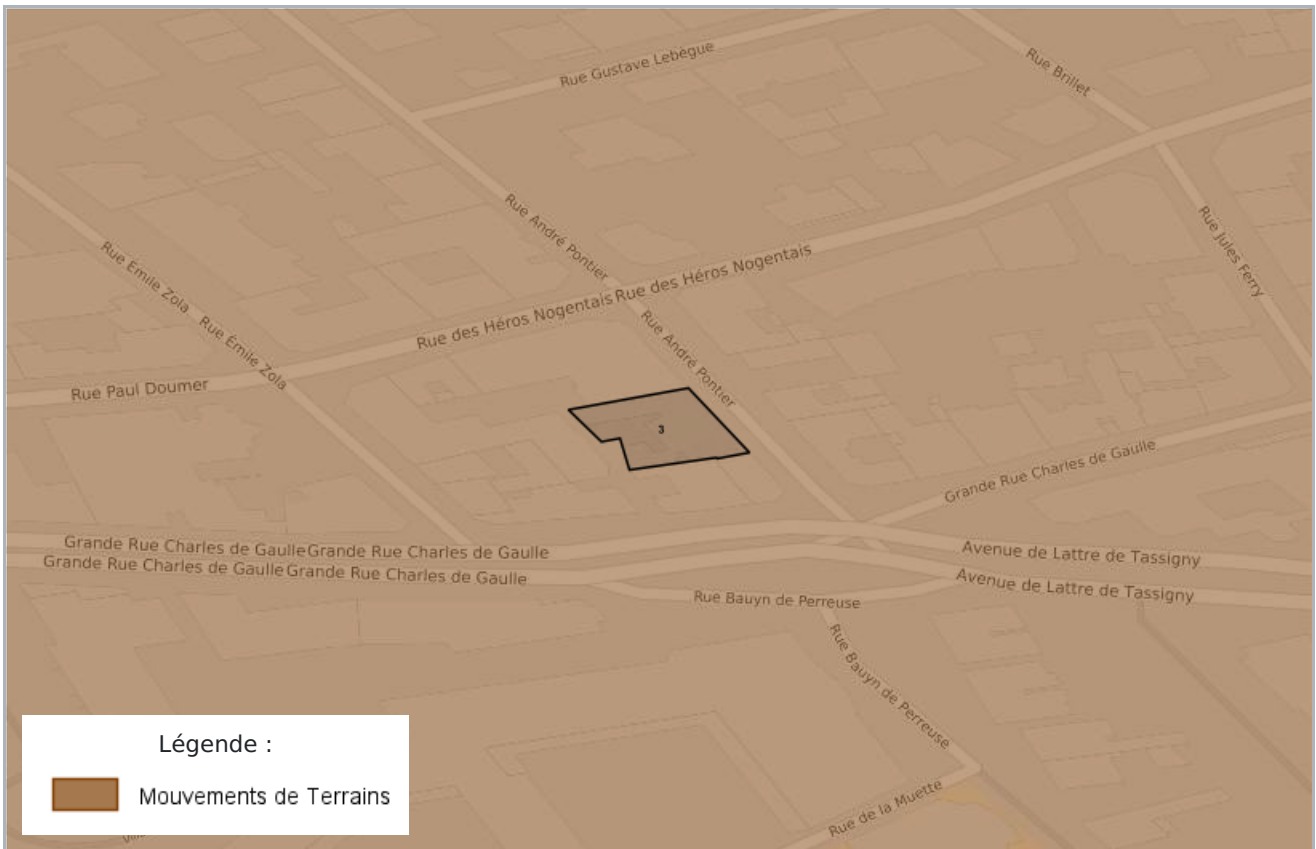 Rue Gustave Lebègue
Rue Brillet
Rue André Pontier
Rue Jules Ferry
Rue Émile Zola
Rue Émile Zola
Rue des Héros Nogentais
Rue des Héros Nogentais
Rue André Pontier
Rue Paul Doumer
3
Grande Rue Charles de Gaulle
Grande Rue Charles de Gaulle
Grande Rue Charles de Gaulle
Avenue de Lattre de Tassigny
Grande Rue Charles de Gaulle
Grande Rue Charles de Gaulle
Avenue de Lattre de Tassigny
Rue Bauyn de Perreuse
Rue Bauyn de Perreuse
Rue de la Muette
Légende :
Mouvements de Terrains